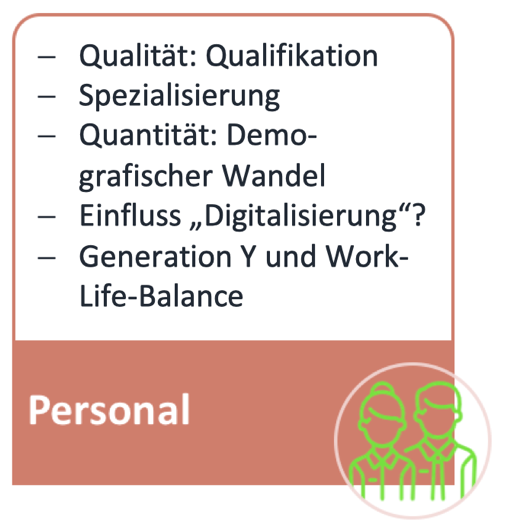 – Qualität: Qualifikation
– Spezialisierung
– Quantität: Demo-
grafischer Wandel
– Einfluss „Digitalisierung“?
– Generation Y und Work-
Life-Balance
Personal